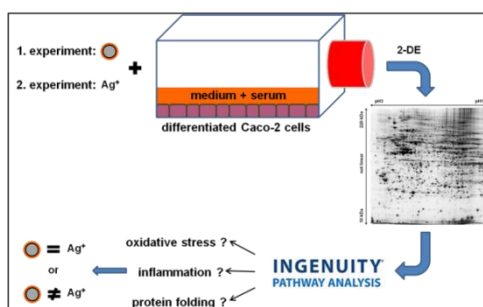 1. experiment:
2. experiment: Ag⁺
+
2-DE
medium + serum
differentiated Caco-2 cells
INGENUITY
PATHWAY ANALYSIS
oxidative stress ?
inflammation ?
protein folding ?
= Ag⁺
or
≠ Ag⁺